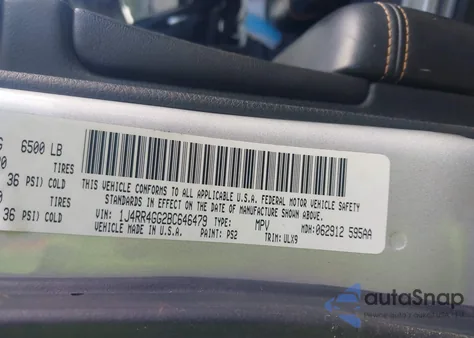 G 6500 LB
TIRES
36 PSI) COLD
TIRES
36 PSI) COLD
THIS VEHICLE CONFORMS TO ALL APPLICABLE U.S.A. FEDERAL MOTOR VEHICLE SAFETY
STANDARDS IN EFFECT ON THE DATE OF MANUFACTURE SHOWN ABOVE.
VIN: 1J4RR4GG2BC646479 TYPE: MPV MDH: 062912 595AA
VEHICLE MADE IN U.S.A. PAINT: PS2 TRIM: ULX9
autoSnap